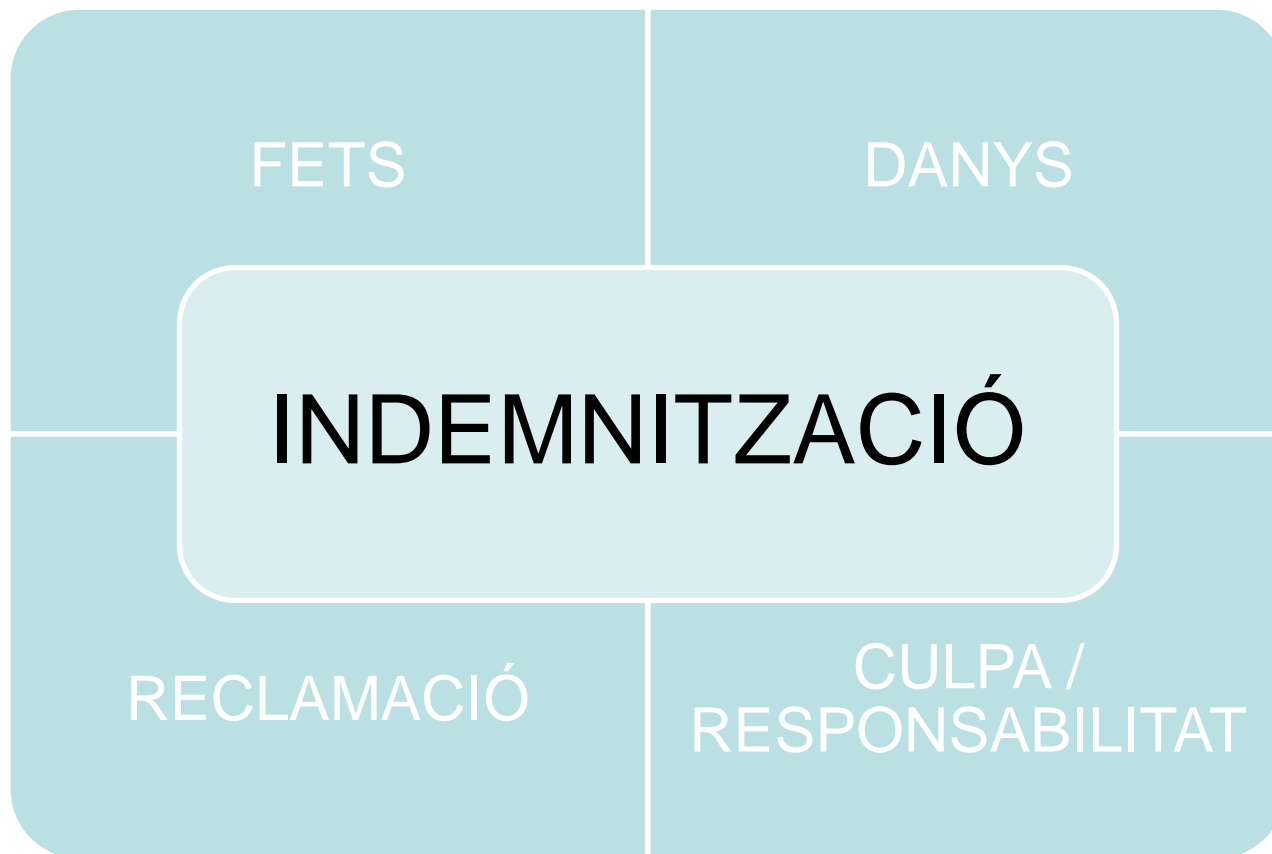 FETS
DANYS
INDEMNITZACIÓ
RECLAMACIÓ
CULPA /
RESPONSABILITAT